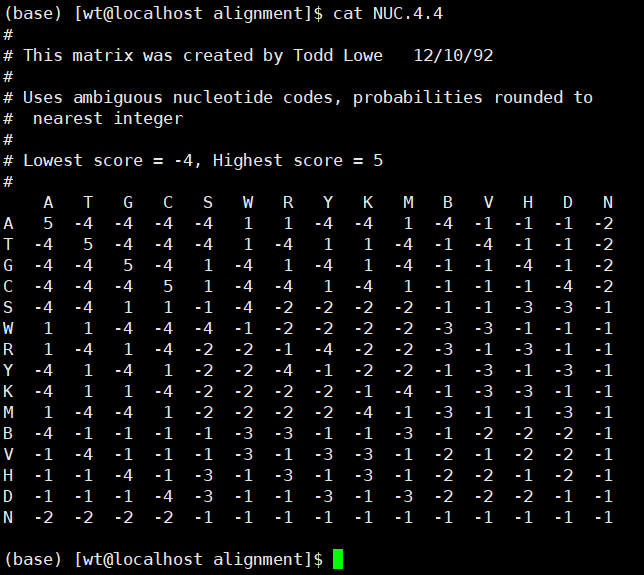 (base) [wt@localhost alignment]$ cat NUC.4.4
#
# This matrix was created by Todd Lowe   12/10/92
#
# Uses ambiguous nucleotide codes, probabilities rounded to
#  nearest integer
#
# Lowest score = -4, Highest score = 5
#
    A   T   G   C   S   W   R   Y   K   M   B   V   H   D   N
A   5  -4  -4  -4  -4   1   1  -4  -4   1  -4  -1  -1  -1  -2
T  -4   5  -4  -4  -4   1  -4   1   1  -4  -1  -4  -1  -1  -2
G  -4  -4   5  -4   1  -4   1  -4   1  -4  -1  -1  -4  -1  -2
C  -4  -4  -4   5   1  -4  -4   1  -4   1  -1  -1  -1  -4  -2
S  -4  -4   1   1  -1  -4  -2  -2  -2  -2  -1  -1  -3  -3  -1
W   1   1  -4  -4  -4  -1  -2  -2  -2  -2  -3  -3  -1  -1  -1
R   1  -4   1  -4  -2  -2  -1  -4  -2  -2  -3  -1  -3  -1  -1
Y  -4   1  -4   1  -2  -2  -4  -1  -2  -2  -1  -3  -1  -3  -1
K  -4   1   1  -4  -2  -2  -2  -2  -1  -4  -1  -3  -3  -1  -1
M   1  -4  -4   1  -2  -2  -2  -2  -4  -1  -3  -1  -1  -3  -1
B  -4  -1  -1  -1  -1  -3  -3  -1  -1  -3  -1  -2  -2  -2  -1
V  -1  -4  -1  -1  -1  -3  -1  -3  -3  -1  -2  -1  -2  -2  -1
H  -1  -1  -4  -1  -3  -1  -3  -1  -3  -1  -2  -2  -1  -2  -1
D  -1  -1  -1  -4  -3  -1  -1  -3  -1  -3  -2  -2  -2  -1  -1
N  -2  -2  -2  -2  -1  -1  -1  -1  -1  -1  -1  -1  -1  -1  -1
(base) [wt@localhost alignment]$